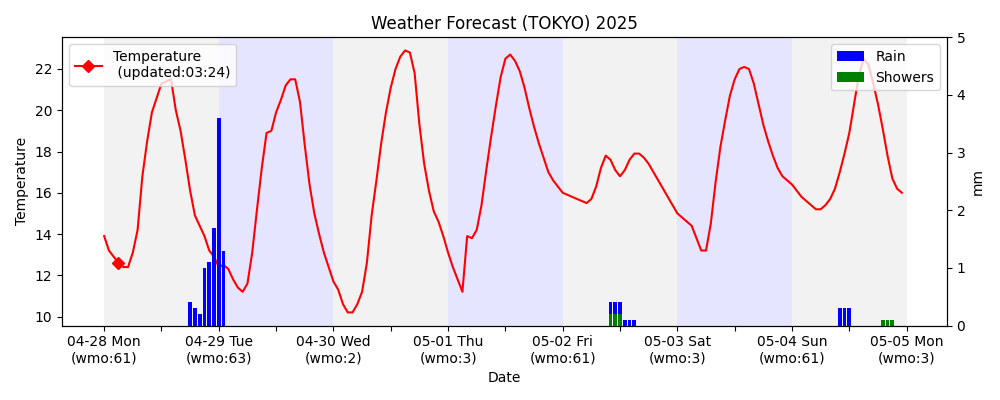 Weather Forecast (TOKYO) 2025
Temperature
(updated:03:24)
Rain
Showers
Temperature
22
20
18
16
14
12
10
5
4
3
2
1
0
mm
04-28 Mon
(wmo:61)
04-29 Tue
(wmo:63)
04-30 Wed
(wmo:2)
05-01 Thu
(wmo:3)
05-02 Fri
(wmo:61)
05-03 Sat
(wmo:3)
05-04 Sun
(wmo:61)
05-05 Mon
(wmo:3)
Date